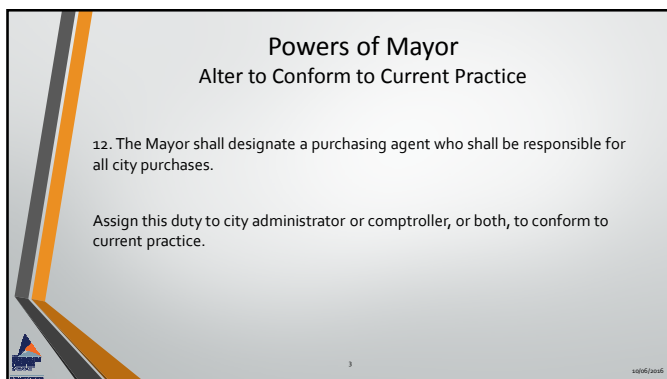 Powers of Mayor
Alter to Conform to Current Practice
12. The Mayor shall designate a purchasing agent who shall be responsible for
all city purchases.
Assign this duty to city administrator or comptroller, or both, to conform to
current practice.
3
10/06/2016